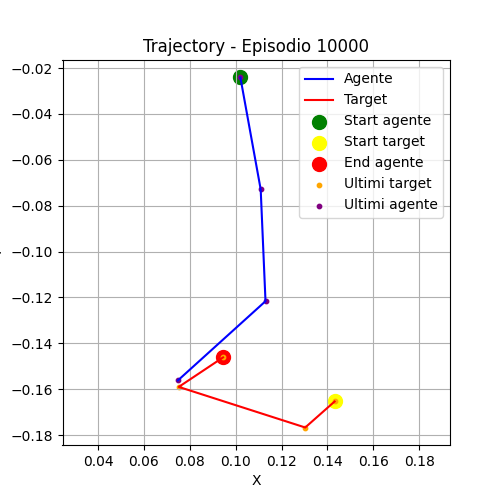 Trajectory - Episodio 10000
Agente
Target
Start agente
Start target
End agente
Ultimi target
Ultimi agente
−0.02
−0.04
−0.06
−0.08
−0.10
−0.12
−0.14
−0.16
−0.18
0.04 0.06 0.08 0.10 0.12 0.14 0.16 0.18
X